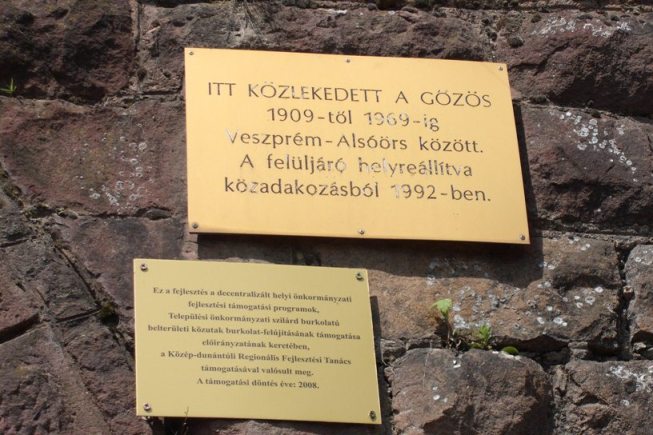 ITT KÖZLEKEDETT A GŐZÖS
1909-től 1969-ig
Veszprém-Alsóörs között.
A felüljáró helyreállítva
közadakozásból 1992-ben.
Ez a fejlesztés a decentralizált helyi önkormányzati
fejlesztési támogatási programok,
Települési önkormányzati szilárd burkolatú
belterületi közutak burkolat-felújításának támogatása
előirányzatának keretében,
a Közép-dunántúli Regionális Fejlesztési Tanács
támogatásával valósult meg.
A támogatási döntés éve: 2008.